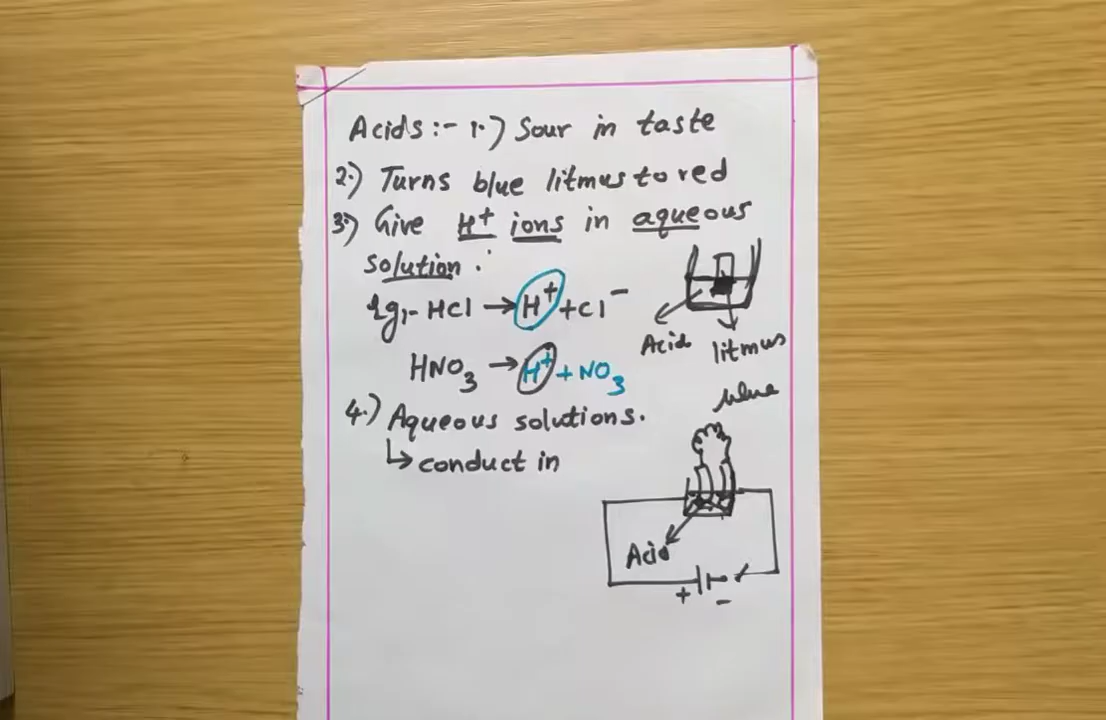 Acids :- 1.) Sour in taste
2.) Turns blue litmus to red
3.) Give H+ ions in aqueous
solution.
Eg,- HCl → H+ + Cl-
HNO3 → H+ + NO3
Acid litmus
blue
4.) Aqueous solutions.
↳ conduct in
Acid
+ -